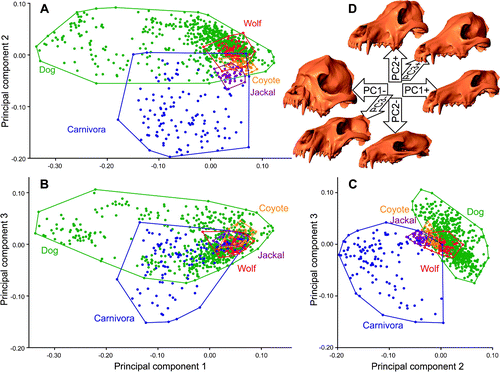 A
Principal component 2
0.10
0.00
-0.10
-0.20
-0.30
-0.20
-0.10
0.00
0.10
Dog
Wolf
Coyote
Jackal
Carnivora
D
PC2+
PC1-
PC1+
PC2-
B
Principal component 3
0.10
0.00
-0.10
-0.20
-0.30
-0.20
-0.10
0.00
0.10
Principal component 1
Coyote
Dog
Jackal
Wolf
Carnivora
C
Principal component 3
0.10
0.00
-0.10
-0.20
-0.20
-0.10
0.00
0.10
Principal component 2
Coyote
Jackal
Dog
Wolf
Carnivora